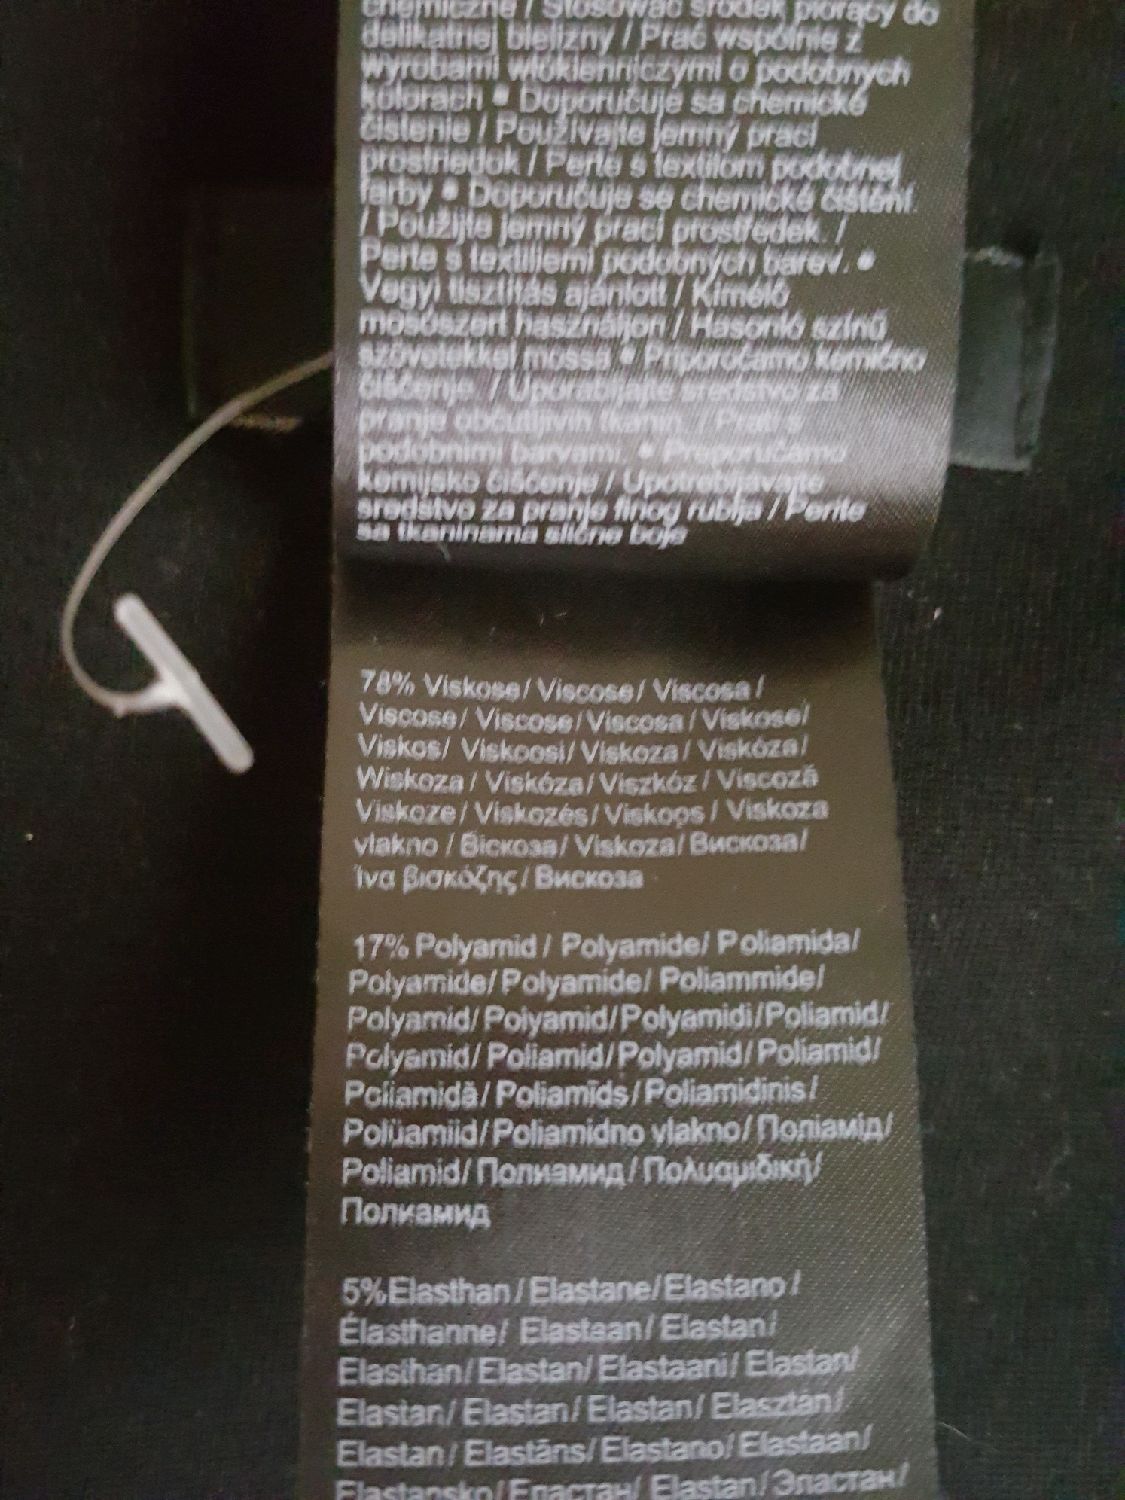 chemiczne / Stosować środek piorący do
delikatnej bielizny / Prać wspólnie z
wyrobami włókienniczymi o podobnych
kolorach • Doporučuje sa chemické
čistenie / Používajte jemný prací
prostriedok / Perte s textilom podobnej
farby • Doporučuje se chemické čištění.
/ Použijte jemný prací prostředek. /
Perte s textiliemi podobných barev. •
Vegyi tisztítás ajánlott / Kímélő
mosószert használjon / Hasonló színű
szövetekkel mossa • Priporočamo kemično
čiščenje. / Uporabljajte sredstvo za
pranje občutljivih tkanin. / Prati s
podobnimi barvami. • Preporučamo
kemijsko čišćenje / Upotrebljavajte
sredstvo za pranje finog rublja / Perite
sa tkaninama slične boje
78% Viskose/ Viscose/ Viscosa /
Viscose/ Viscose/ Viscosa / Viskose/
Viskos/ Viskoosi/ Viskoza / Viskóza/
Wiskoza / Viskóza/ Viszkóz / Viscoză
Viskoze/ Viskozės/ Viskoos / Viskoza
vlakno / Віскоза/ Viskoza/ Вискоза/
Ίνα βισκόζης / Вискоза
17% Polyamid / Polyamide/ Poliamida/
Polyamide/ Polyamide/ Poliammide/
Polyamid/ Polyamid/ Polyamidi/ Poliamid/
Polyamid/ Poliamid/ Polyamid/ Poliamid/
Poliamidă/ Poliamīds/ Poliamidinis/
Polüamiid/ Poliamidno vlakno/ Поліамід/
Poliamid/ Полиамид/ Πολυαμιδική/
Полиамид
5% Elasthan / Elastane/ Elastano /
Élasthanne/ Elastaan/ Elastan/
Elasthan/ Elastan/ Elastaani/ Elastan/
Elastan/ Elastan/ Elastan/ Elasztán/
Elastan / Elastāns/ Elastano/ Elastaan/
Elastansko/ Еластан/ Elastan/ Эластан/